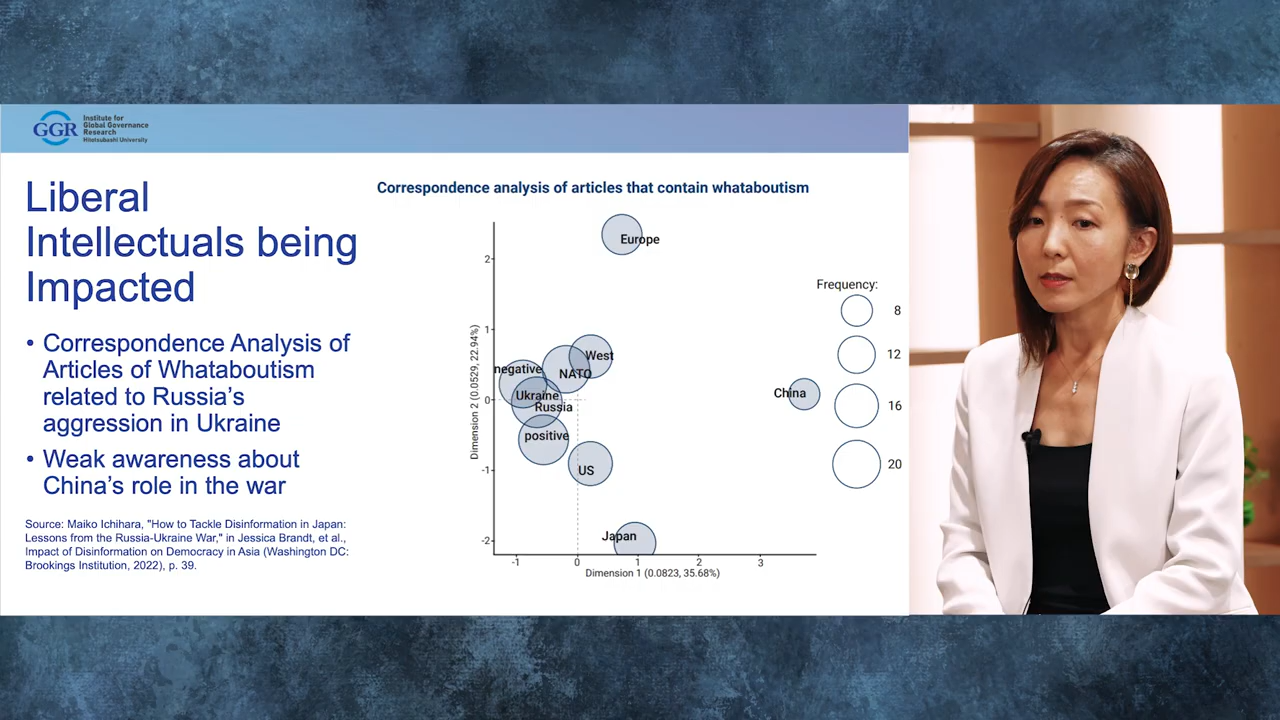 GGR
Institute for
Global Governance
Research
Hitotsubashi University
Liberal
Intellectuals being
Impacted
• Correspondence Analysis of
Articles of Whataboutism
related to Russia's
aggression in Ukraine
• Weak awareness about
China's role in the war
Source: Maiko Ichihara, "How to Tackle Disinformation in Japan:
Lessons from the Russia-Ukraine War," in Jessica Brandt, et al.,
Impact of Disinformation on Democracy in Asia (Washington DC:
Brookings Institution, 2022), p. 39.
Correspondence analysis of articles that contain whataboutism
Dimension 2 (0.0529, 22.94%)
2
1
0
-1
-2
Europe
West
NATO
negative
Ukraine
Russia
positive
US
Japan
China
-1
0
1
2
3
Dimension 1 (0.0823, 35.68%)
Frequency:
8
12
16
20